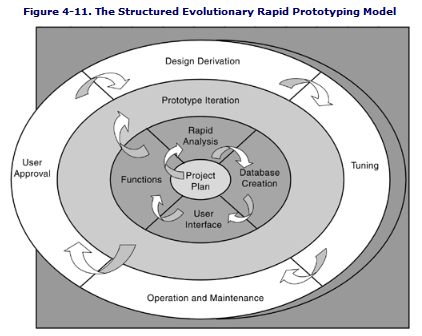 Figure 4-11. The Structured Evolutionary Rapid Prototyping Model
Design Derivation
Prototype Iteration
Rapid
Analysis
User
Approval
Functions
Project
Plan
Database
Creation
Tuning
User
Interface
Operation and Maintenance